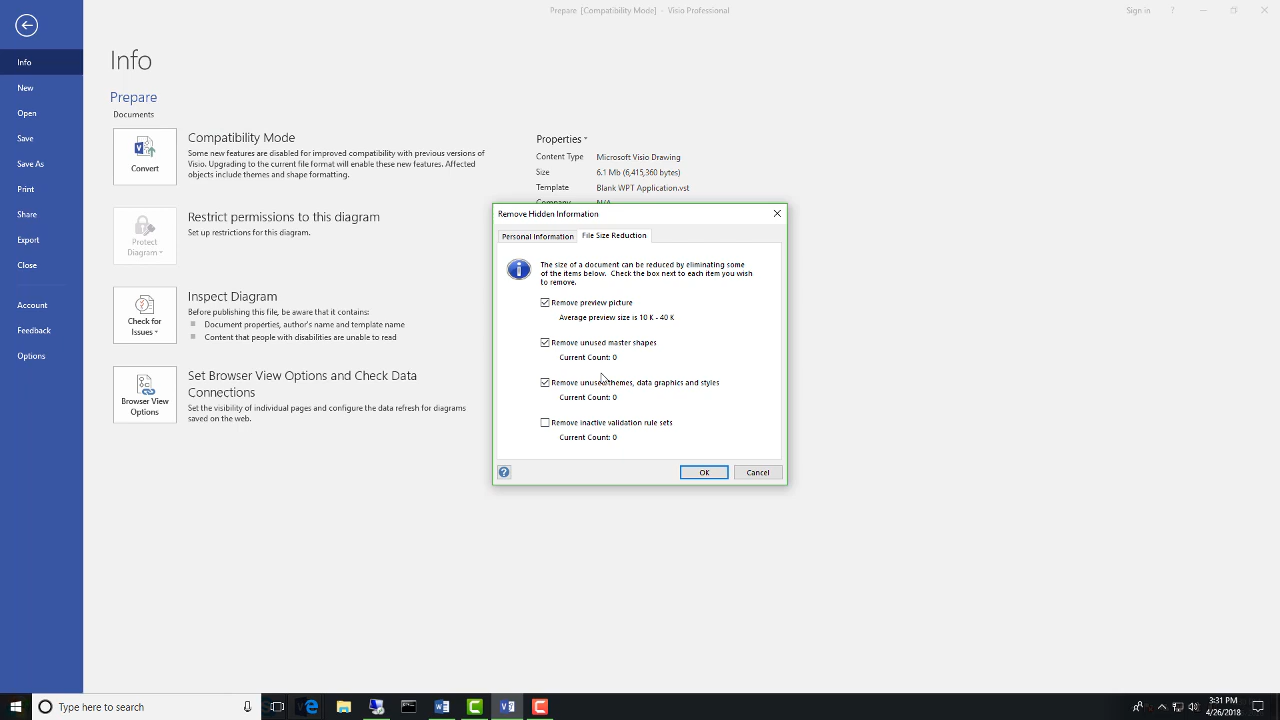 Prepare [Compatibility Mode] - Visio Professional
Sign in
?
Info
New
Open
Save
Save As
Print
Share
Export
Close
Account
Feedback
Options
Info
Prepare
Documents
Convert
Compatibility Mode
Some new features are disabled for improved compatibility with previous versions of
Visio. Upgrading to the current file format will enable these new features. Affected
objects include themes and shape formatting.
Protect
Diagram
Restrict permissions to this diagram
Set up restrictions for this diagram.
Check for
Issues
Inspect Diagram
Before publishing this file, be aware that it contains:
Document properties, author's name and template name
Content that people with disabilities are unable to read
Browser View
Options
Set Browser View Options and Check Data
Connections
Set the visibility of individual pages and configure the data refresh for diagrams
saved on the web.
Properties
Content Type Microsoft Visio Drawing
Size 6.1 Mb (6,415,360 bytes)
Template Blank WPT Application.vst
Remove Hidden Information
Personal Information
File Size Reduction
The size of a document can be reduced by eliminating some
of the items below. Check the box next to each item you wish
to remove.
Remove preview picture
Average preview size is 10 K - 40 K
Remove unused master shapes
Current Count: 0
Remove unused themes, data graphics and styles
Current Count: 0
Remove inactive validation rule sets
Current Count: 0
?
OK
Cancel
Type here to search
3:31 PM
4/26/2018